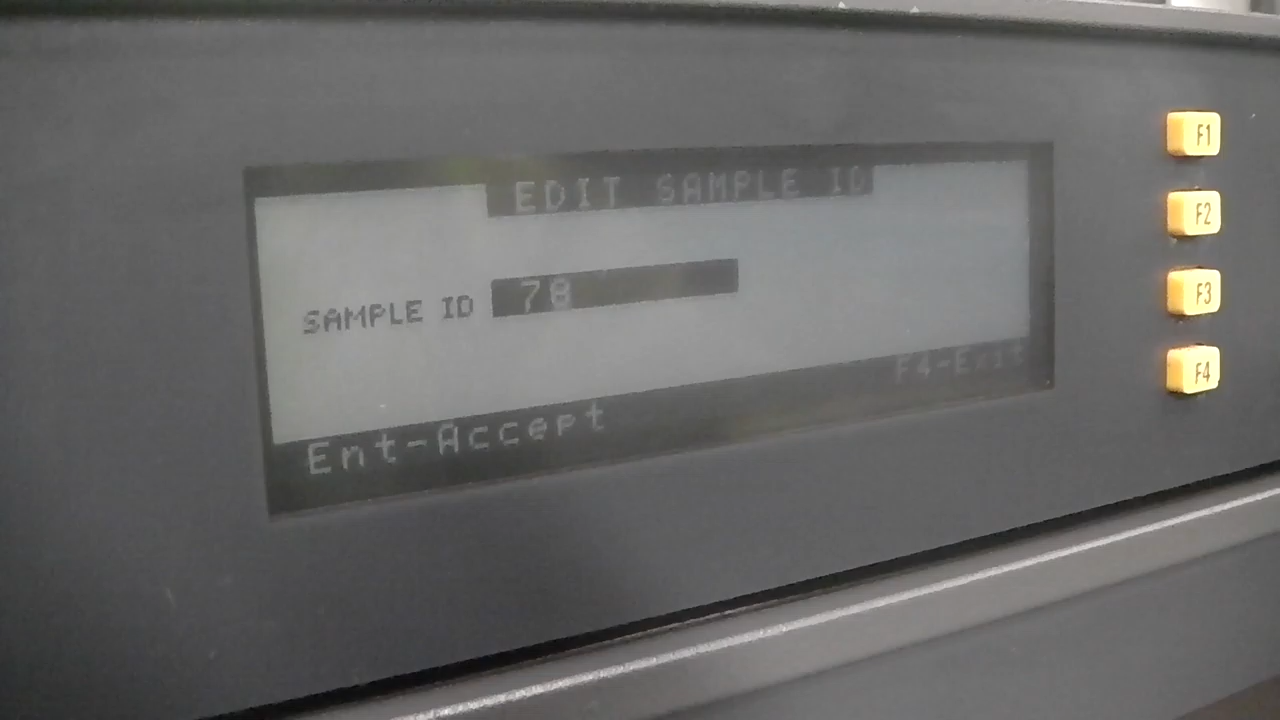 EDIT SAMPLE ID
SAMPLE ID 78
Ent-Accept F4-Exit
F1
F2
F3
F4